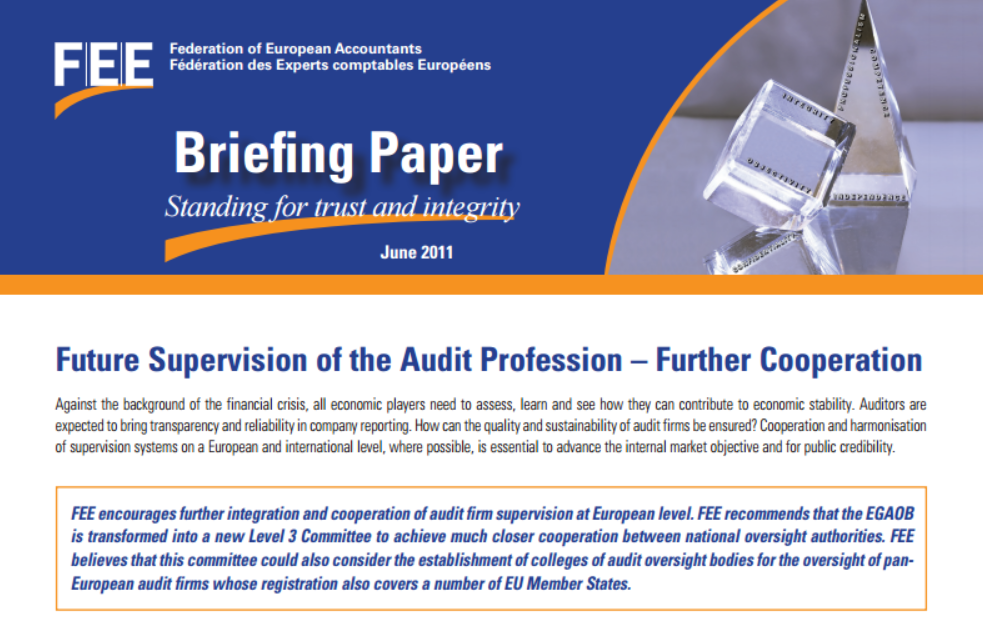 FEE
Federation of European Accountants
Fédération des Experts comptables Européens
Briefing Paper
Standing for trust and integrity
June 2011
PROFESSIONALISM
COMPETENCE
INTEGRITY
OBJECTIVITY
INDEPENDENCE
CONFIDENTIALITY
Future Supervision of the Audit Profession – Further Cooperation
Against the background of the financial crisis, all economic players need to assess, learn and see how they can contribute to economic stability. Auditors are
expected to bring transparency and reliability in company reporting. How can the quality and sustainability of audit firms be ensured? Cooperation and harmonisation
of supervision systems on a European and international level, where possible, is essential to advance the internal market objective and for public credibility.
FEE encourages further integration and cooperation of audit firm supervision at European level. FEE recommends that the EGAOB
is transformed into a new Level 3 Committee to achieve much closer cooperation between national oversight authorities. FEE
believes that this committee could also consider the establishment of colleges of audit oversight bodies for the oversight of pan-
European audit firms whose registration also covers a number of EU Member States.